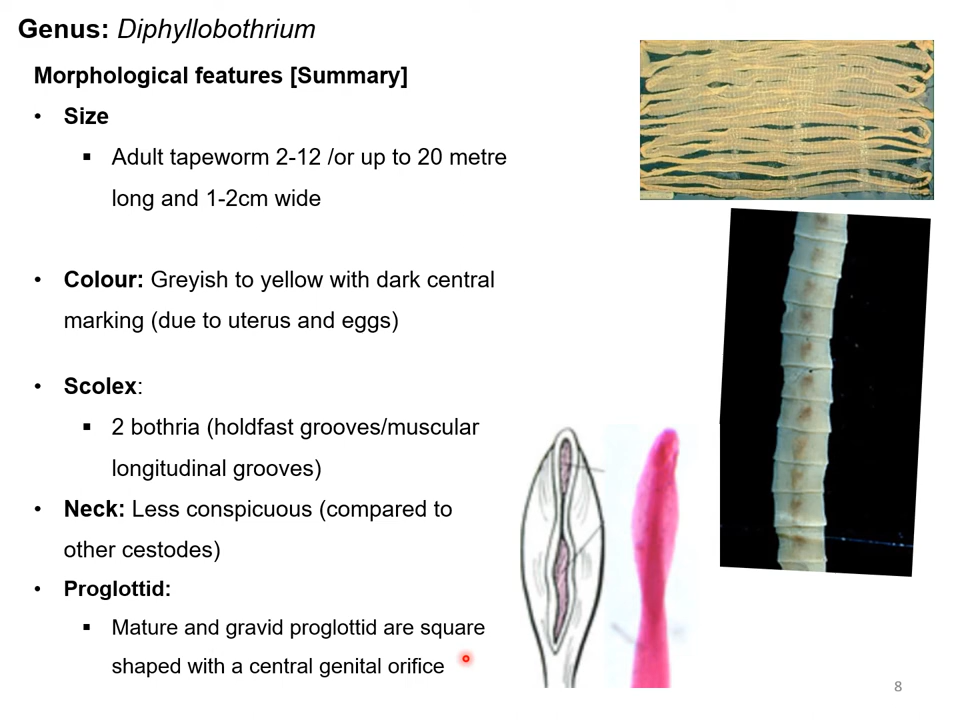 Genus: Diphyllobothrium
Morphological features [Summary]
• Size
▪ Adult tapeworm 2-12 /or up to 20 metre
long and 1-2cm wide
• Colour: Greyish to yellow with dark central
marking (due to uterus and eggs)
• Scolex:
▪ 2 bothria (holdfast grooves/muscular
longitudinal grooves)
• Neck: Less conspicuous (compared to
other cestodes)
• Proglottid:
▪ Mature and gravid proglottid are square
shaped with a central genital orifice
8